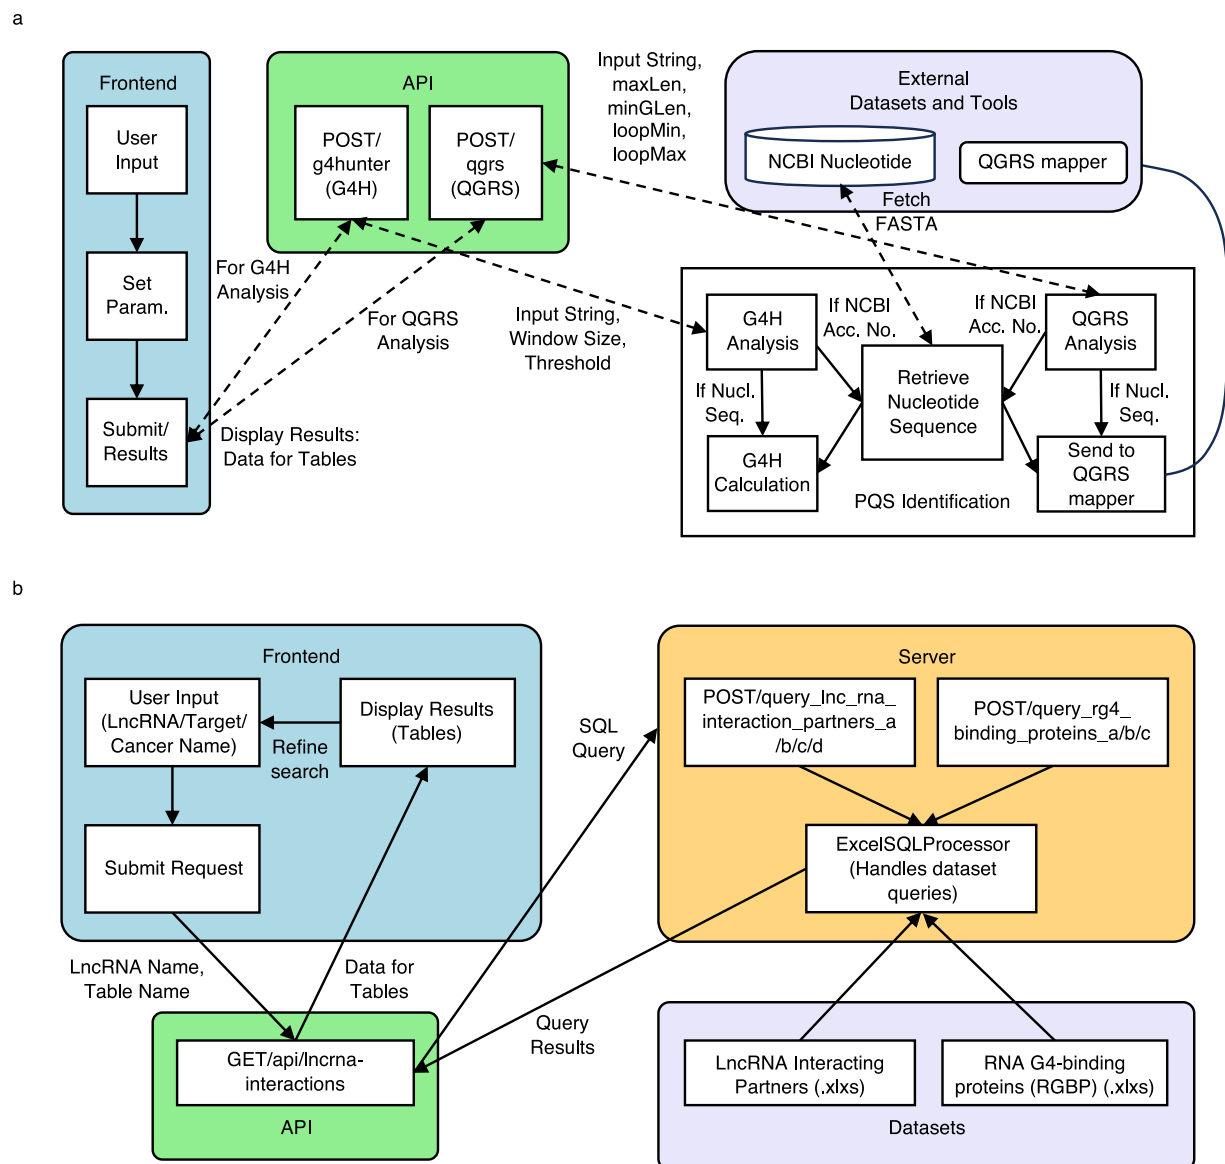 a
Frontend
User
Input
Set
Param.
Submit/
Results
API
POST/
g4hunter
(G4H)
POST/
qgrs
(QGRS)
For G4H
Analysis
For QGRS
Analysis
Display Results:
Data for Tables
Input String,
maxLen,
minGLen,
loopMin,
loopMax
Input String,
Window Size,
Threshold
External
Datasets and Tools
NCBI Nucleotide
QGRS mapper
Fetch
FASTA
G4H
Analysis
If NCBI
Acc. No.
If NCBI
Acc. No.
QGRS
Analysis
Retrieve
Nucleotide
Sequence
If Nucl.
Seq.
If Nucl.
Seq.
G4H
Calculation
Send to
QGRS
mapper
PQS Identification
b
Frontend
User Input
(LncRNA/Target/
Cancer Name)
Display Results
(Tables)
Refine
search
Submit Request
LncRNA Name,
Table Name
Data for
Tables
GET/api/lncrna-
interactions
API
SQL
Query
Query
Results
Server
POST/query_lnc_rna_
interaction_partners_a
/b/c/d
POST/query_rg4_
binding_proteins_a/b/c
ExcelSQLProcessor
(Handles dataset
queries)
LncRNA Interacting
Partners (.xlxs)
RNA G4-binding
proteins (RGBP) (.xlxs)
Datasets